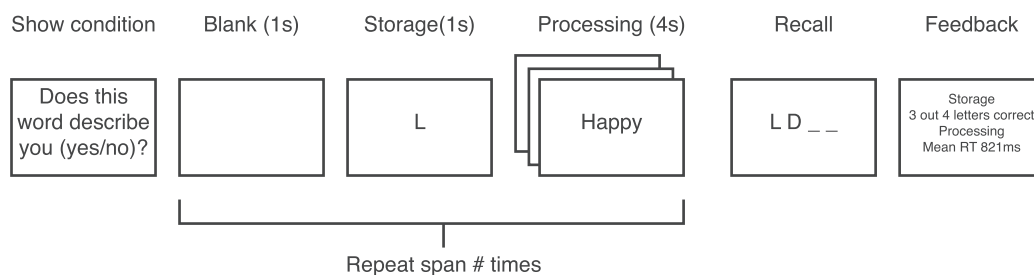 Show condition
Blank (1s)
Storage(1s)
Processing (4s)
Recall
Feedback
Does this
word describe
you (yes/no)?
L
Happy
L D _ _
Storage
3 out 4 letters correct
Processing
Mean RT 821ms
Repeat span # times